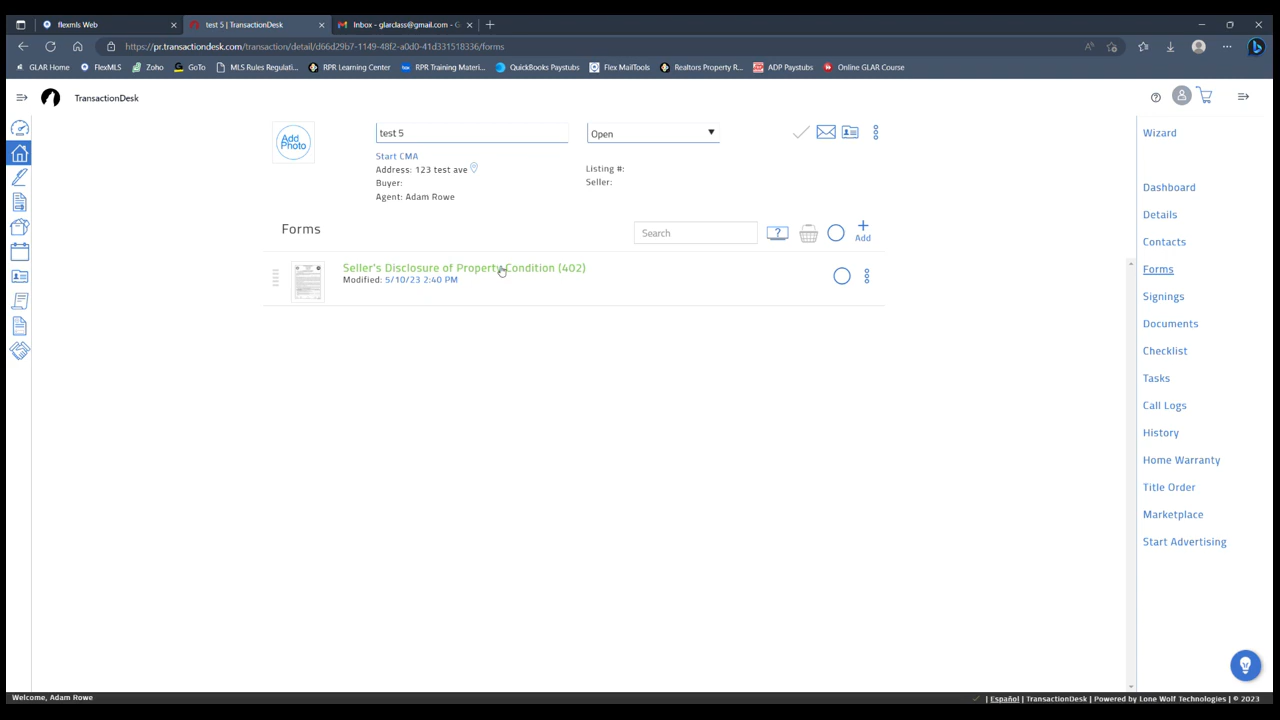 flexmls Web
test 5 | TransactionDesk
Inbox - glarclass@gmail.com - G
https://pr.transactiondesk.com/transaction/detail/d66d29b7-1149-48f2-a0d0-41d331518336/forms
GLAR Home
FlexMLS
Zoho
GoTo
MLS Rules Regulati...
RPR Learning Center
RPR Training Materi...
QuickBooks Paystubs
Flex MailTools
Realtors Property R...
ADP Paystubs
Online GLAR Course
TransactionDesk
Add Photo
test 5
Open
Start CMA
Address: 123 test ave
Listing #:
Buyer:
Seller:
Agent: Adam Rowe
Forms
Search
Add
Seller's Disclosure of Property Condition (402)
Modified: 5/10/23 2:40 PM
Wizard
Dashboard
Details
Contacts
Forms
Signings
Documents
Checklist
Tasks
Call Logs
History
Home Warranty
Title Order
Marketplace
Start Advertising
Welcome, Adam Rowe
| Español | TransactionDesk | Powered by Lone Wolf Technologies | © 2023